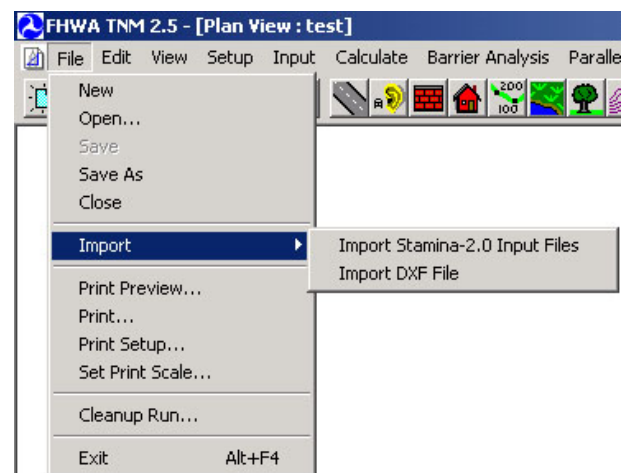 FHWA TNM 2.5 - [Plan View : test]
File Edit View Setup Input Calculate Barrier Analysis Paralle
200
100
New
Open...
Save
Save As
Close
Import
Import Stamina-2.0 Input Files
Import DXF File
Print Preview...
Print...
Print Setup...
Set Print Scale...
Cleanup Run...
Exit Alt+F4